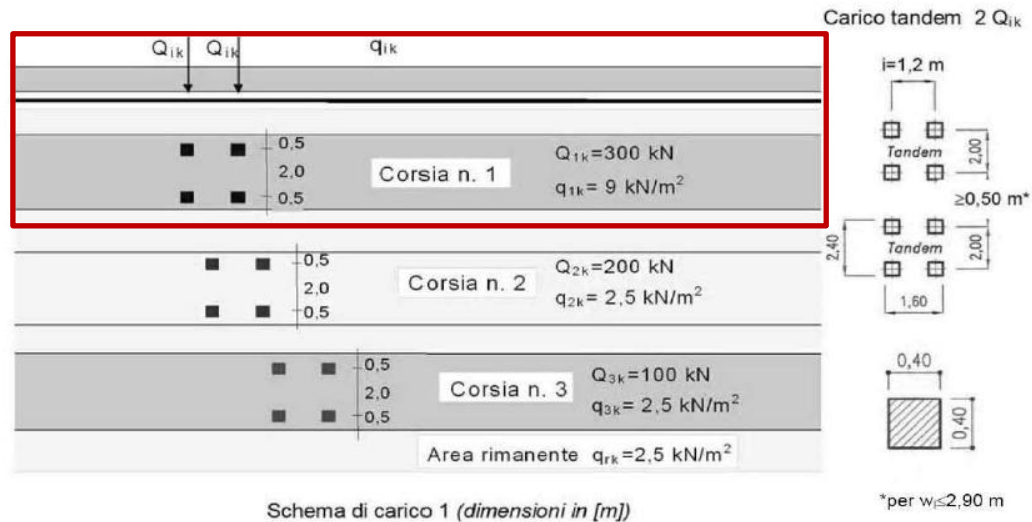 Carico tandem 2 Qik
Qik Qik qik
i=1,2 m
0,5
2,0
0,5
Corsia n. 1
Q1k=300 kN
q1k= 9 kN/m²
Tandem
2,00
≥0,50 m*
0,5
2,0
0,5
Corsia n. 2
Q2k=200 kN
q2k= 2,5 kN/m²
2,40
Tandem
2,00
1,60
0,5
2,0
0,5
Corsia n. 3
Q3k=100 kN
q3k= 2,5 kN/m²
0,40
0,40
Area rimanente qrk=2,5 kN/m²
Schema di carico 1 (dimensioni in [m])
*per wl≤2,90 m